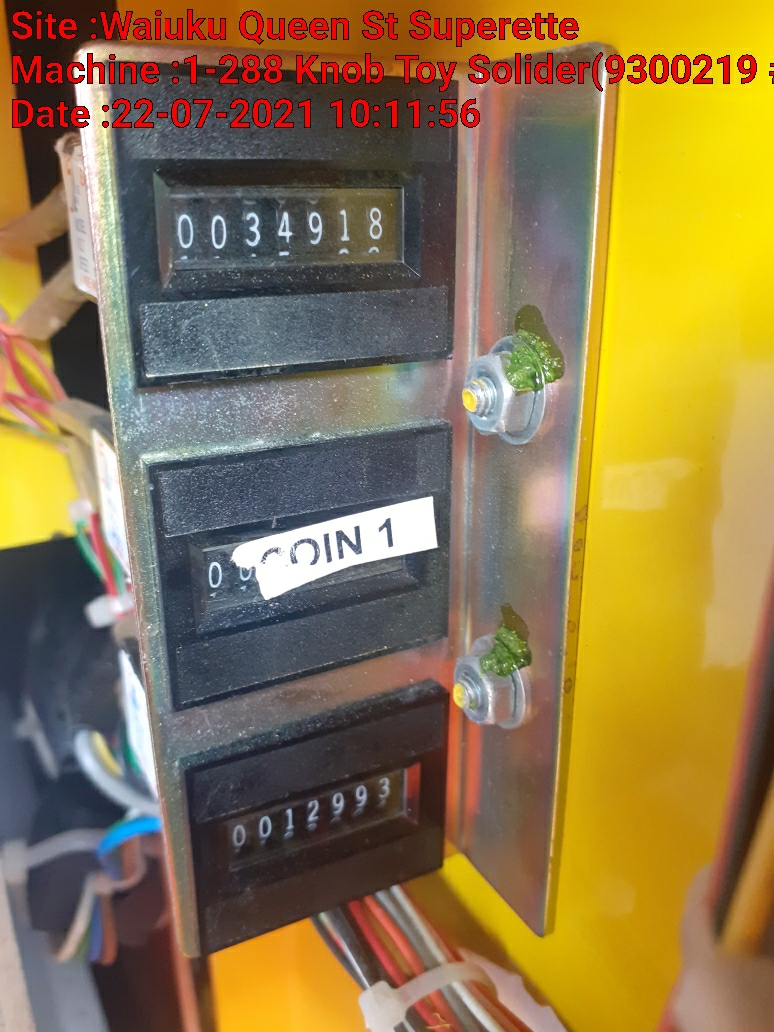 Site :Waiuku Queen St Superette
Machine :1-288 Knob Toy Solider(9300219 #
Date :22-07-2021 10:11:56
0034918
COIN 1
0
0012993